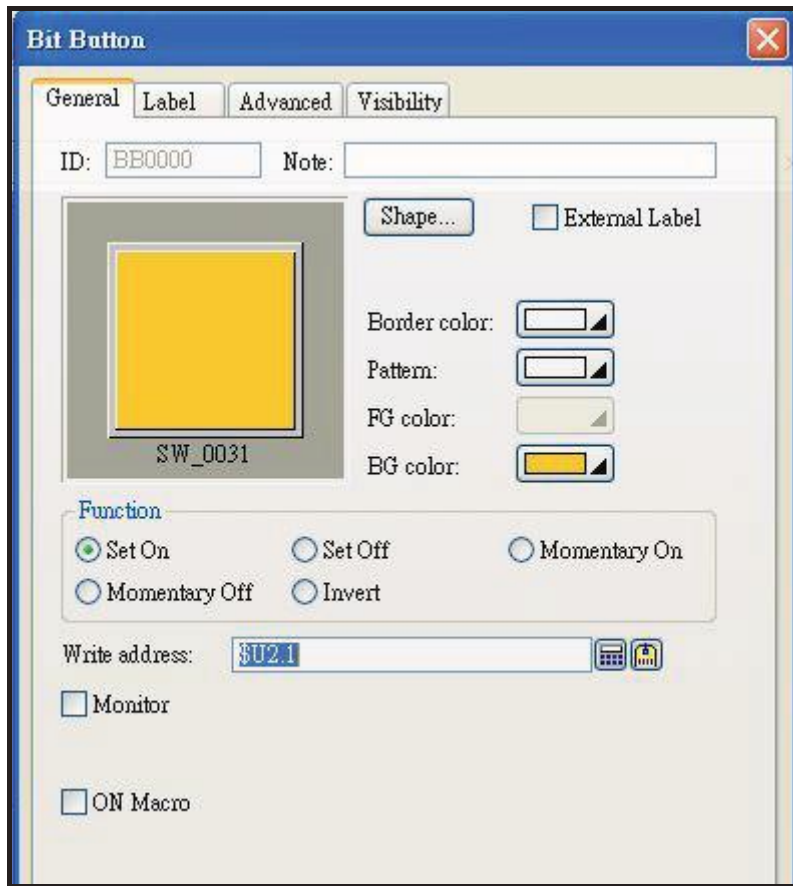 Bit Button
General Label Advanced Visibility
ID: BB0000 Note:
Shape... External Label
SW_0031
Border color:
Pattern:
FG color:
BG color:
Function
Set On Set Off Momentary On
Momentary Off Invert
Write address: $U2.1
Monitor
ON Macro